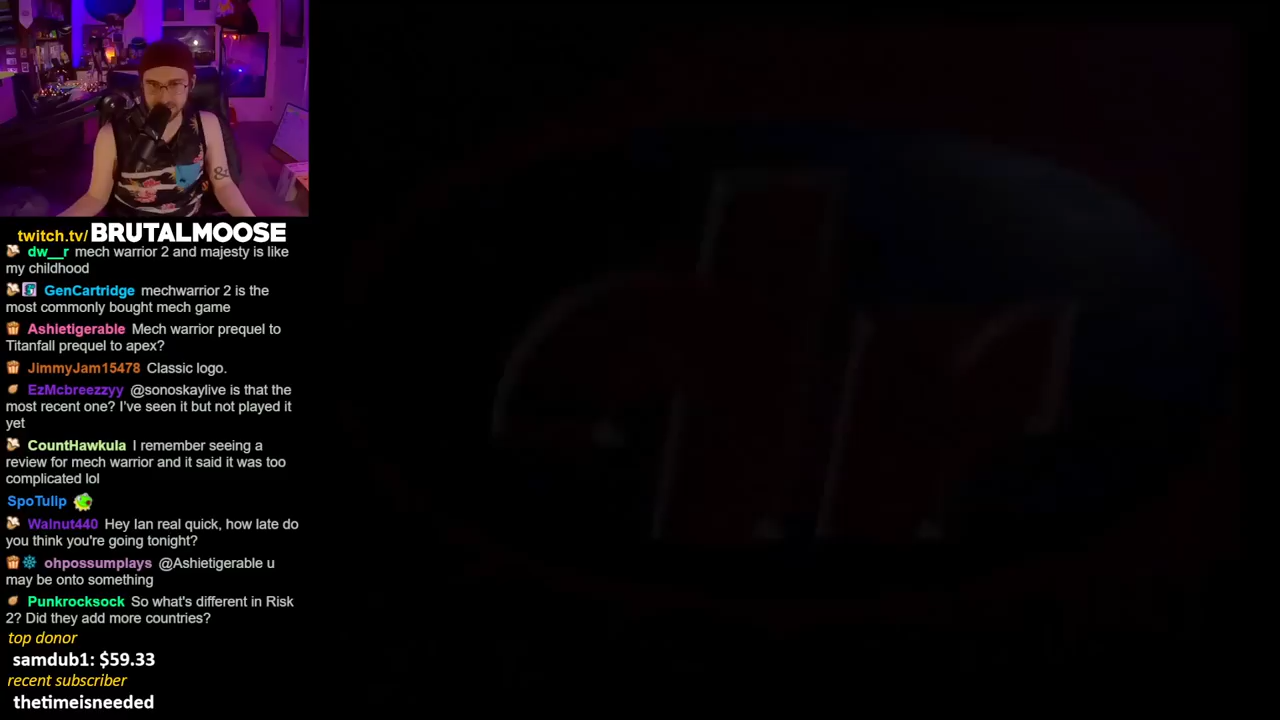 twitch.tv/BRUTALMOOSE
dw__r mech warrior 2 and majesty is like
my childhood
GenCartridge mechwarrior 2 is the
most commonly bought mech game
Ashietigerable Mech warrior prequel to
Titanfall prequel to apex?
JimmyJam15478 Classic logo.
EzMcbreezzyy @sonoskaylive is that the
most recent one? I've seen it but not played it
yet
CountHawkula I remember seeing a
review for mech warrior and it said it was too
complicated lol
SpoTulip
Walnut440 Hey Ian real quick, how late do
you think you're going tonight?
ohpossumplays @Ashietigerable u
may be onto something
Punkrocksock So what's different in Risk
2? Did they add more countries?
top donor
samdub1: $59.33
recent subscriber
thetimeisneeded